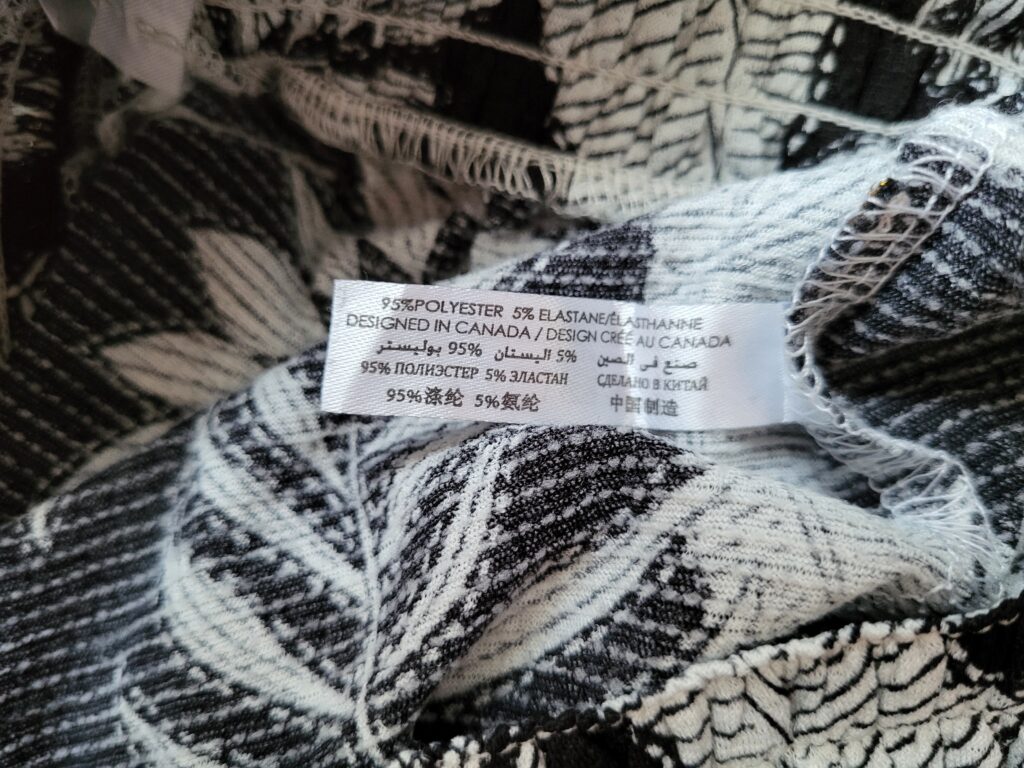 95%POLYESTER 5% ELASTANE/ÉLASTHANNE
DESIGNED IN CANADA / DESIGN CRÉÉ AU CANADA
95% بوليستر 5% اليستان صنع في الصين
95% ПОЛИЭСТЕР 5% ЭЛАСТАН СДЕЛАНО В КИТАЙ
95%涤纶 5%氨纶 中国制造